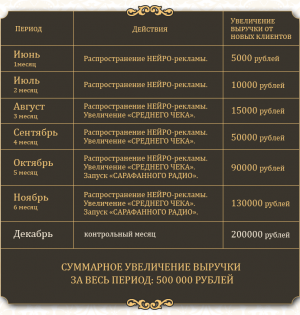 Период Действия Увеличение
выручки от
новых клиентов
Июнь
1месяц
Распространение НЕЙРО-рекламы.
5000 рублей
Июль
2 месяц
Распространение НЕЙРО-рекламы.
10000 рублей
Август
3 месяц
Распространение НЕЙРО-рекламы.
Увеличение «СРЕДНЕГО ЧЕКА».
15000 рублей
Сентябрь
4 месяц
Распространение НЕЙРО-рекламы.
Увеличение «СРЕДНЕГО ЧЕКА».
50000 рублей
Октябрь
5 месяц
Распространение НЕЙРО-рекламы.
Увеличение «СРЕДНЕГО ЧЕКА».
Запуск «САРАФАННОГО РАДИО».
90000 рублей
Ноябрь
6 месяц
Распространение НЕЙРО-рекламы.
Увеличение «СРЕДНЕГО ЧЕКА».
Запуск «САРАФАННОГО РАДИО».
130000 рублей
Декабрь
контрольный месяц
200000 рублей
СУММАРНОЕ УВЕЛИЧЕНИЕ ВЫРУЧКИ
ЗА ВЕСЬ ПЕРИОД: 500 000 РУБЛЕЙ